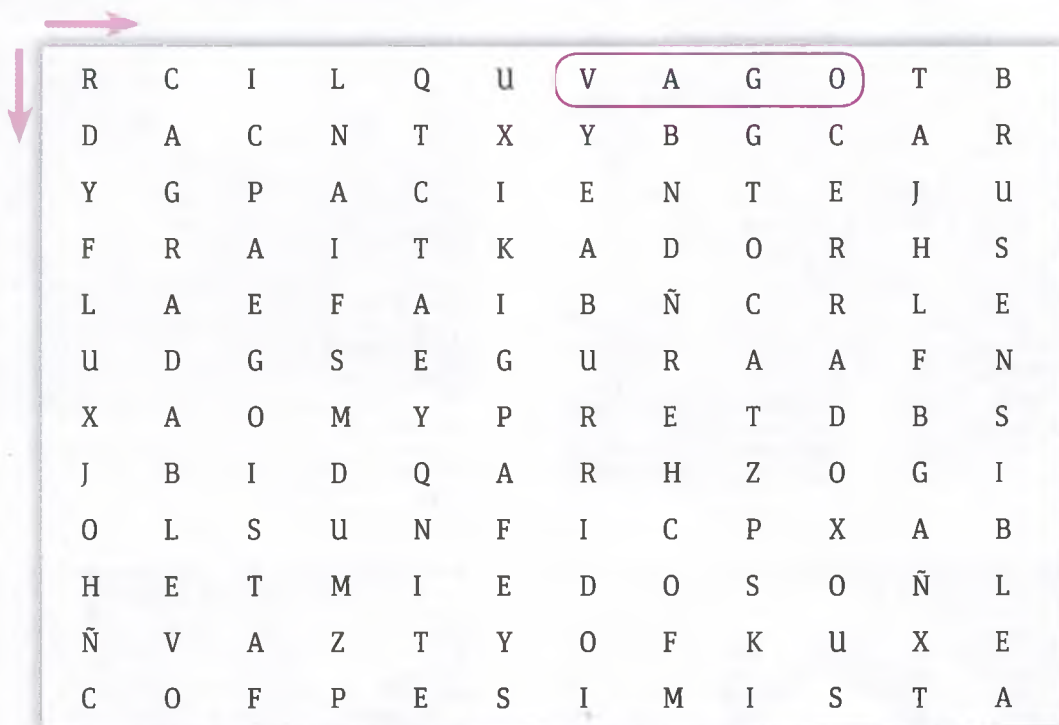 R C I L Q U V A G O T B
D A C N T X Y B G C A R
Y G P A C I E N T E J U
F R A I T K A D O R H S
L A E F A I B Ñ C R L E
U D G S E G U R A A F N
X A O M Y P R E T D B S
J B I D Q A R H Z O G I
O L S U N F I C P X A B
H E T M I E D O S O Ñ L
Ñ V A Z T Y O F K U X E
C O F P E S I M I S T A